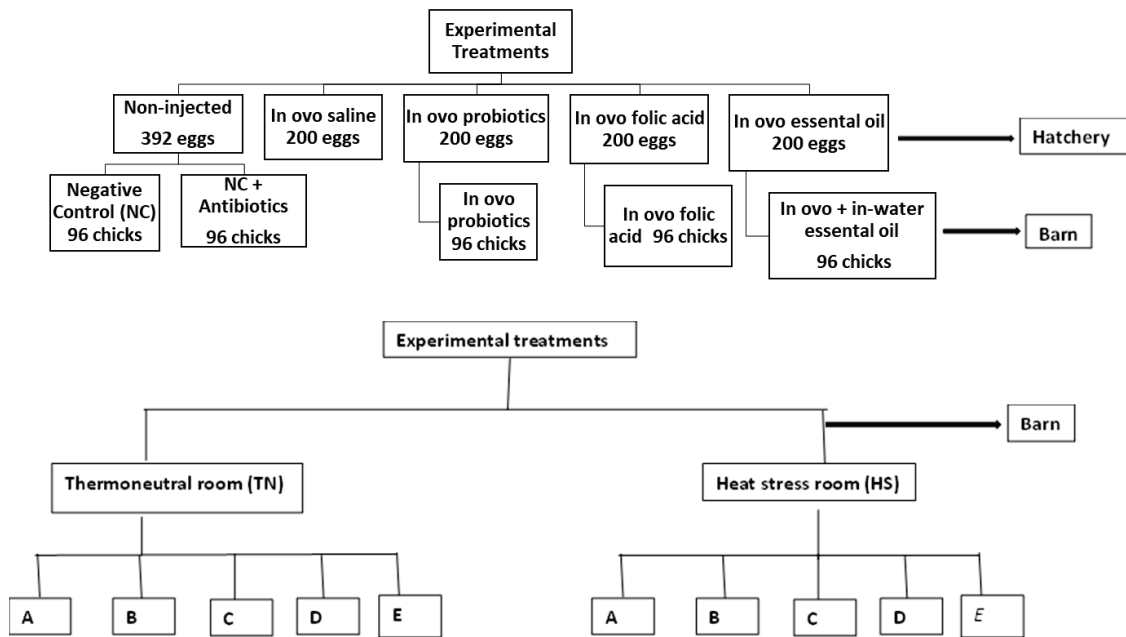 Experimental
Treatments
Non-injected
392 eggs
In ovo saline
200 eggs
In ovo probiotics
200 eggs
In ovo folic acid
200 eggs
In ovo essental oil
200 eggs
Hatchery
Negative
Control (NC)
96 chicks
NC +
Antibiotics
96 chicks
In ovo
probiotics
96 chicks
In ovo folic
acid 96 chicks
In ovo + in-water
essental oil
96 chicks
Barn
Experimental treatments
Barn
Thermoneutral room (TN)
Heat stress room (HS)
A
B
C
D
E
A
B
C
D
E